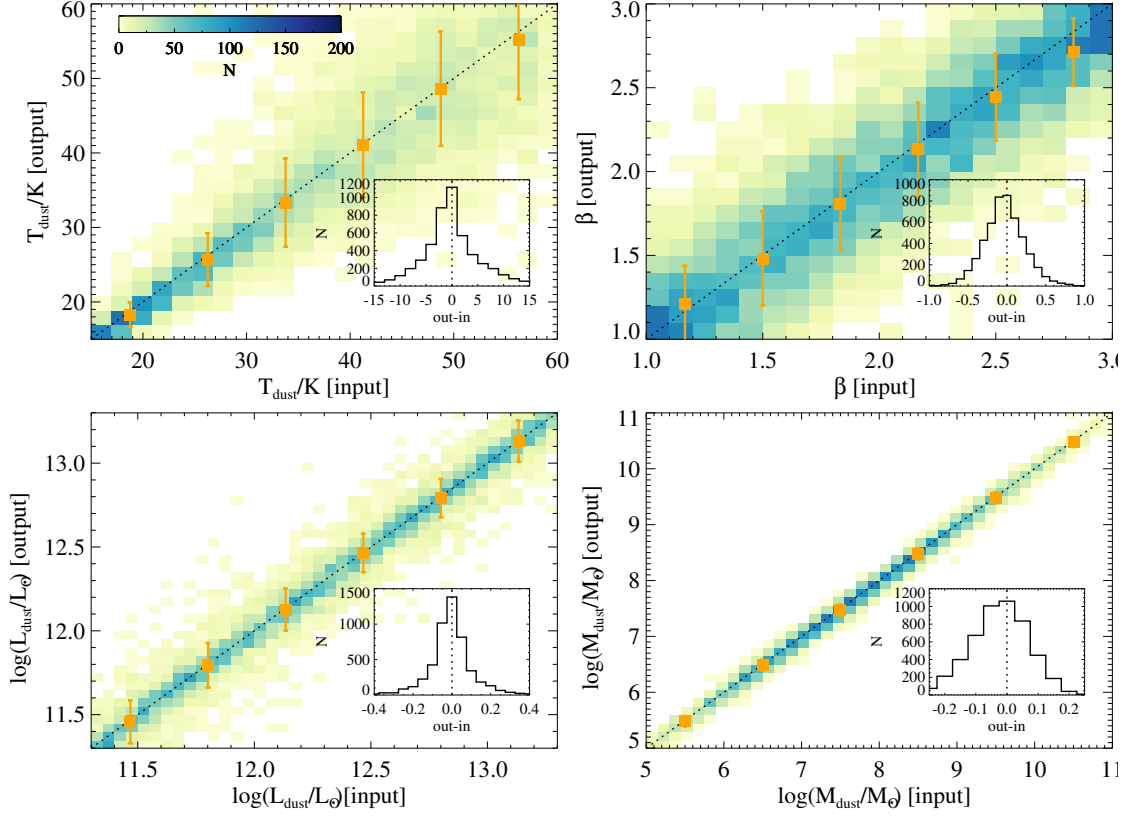 0 50 100 150 200
N
60
50
40
30
20
T_dust/K [output]
20 30 40 50 60
T_dust/K [input]
1200
1000
800
600
400
200
0
N
-15 -10 -5 0 5 10 15
out-in
3.0
2.5
2.0
1.5
1.0
β [output]
1.0 1.5 2.0 2.5 3.0
β [input]
1000
800
600
400
200
0
N
-1.0 -0.5 0.0 0.5 1.0
out-in
13.0
12.5
12.0
11.5
log(L_dust/L_⊙) [output]
11.5 12.0 12.5 13.0
log(L_dust/L_⊙)[input]
1500
1000
500
0
N
-0.4 -0.2 0.0 0.2 0.4
out-in
11
10
9
8
7
6
5
log(M_dust/M_⊙) [output]
5 6 7 8 9 10 11
log(M_dust/M_⊙) [input]
1200
1000
800
600
400
200
0
N
-0.2 -0.1 0.0 0.1 0.2
out-in